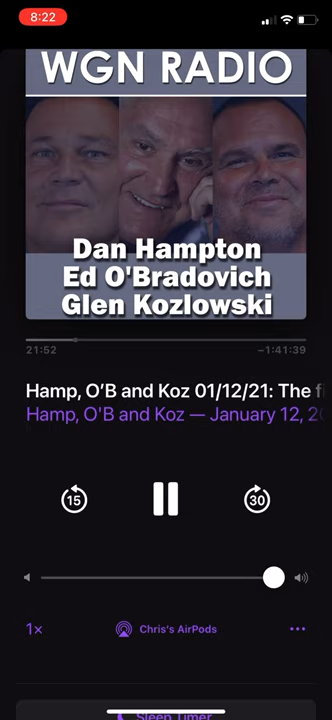 8:22
WGN RADIO
Dan Hampton
Ed O'Bradovich
Glen Kozlowski
21:52
−1:41:39
Hamp, O’B and Koz 01/12/21: The f
Hamp, O'B and Koz — January 12, 20
15
30
1×
Chris's AirPods
Sleep Timer